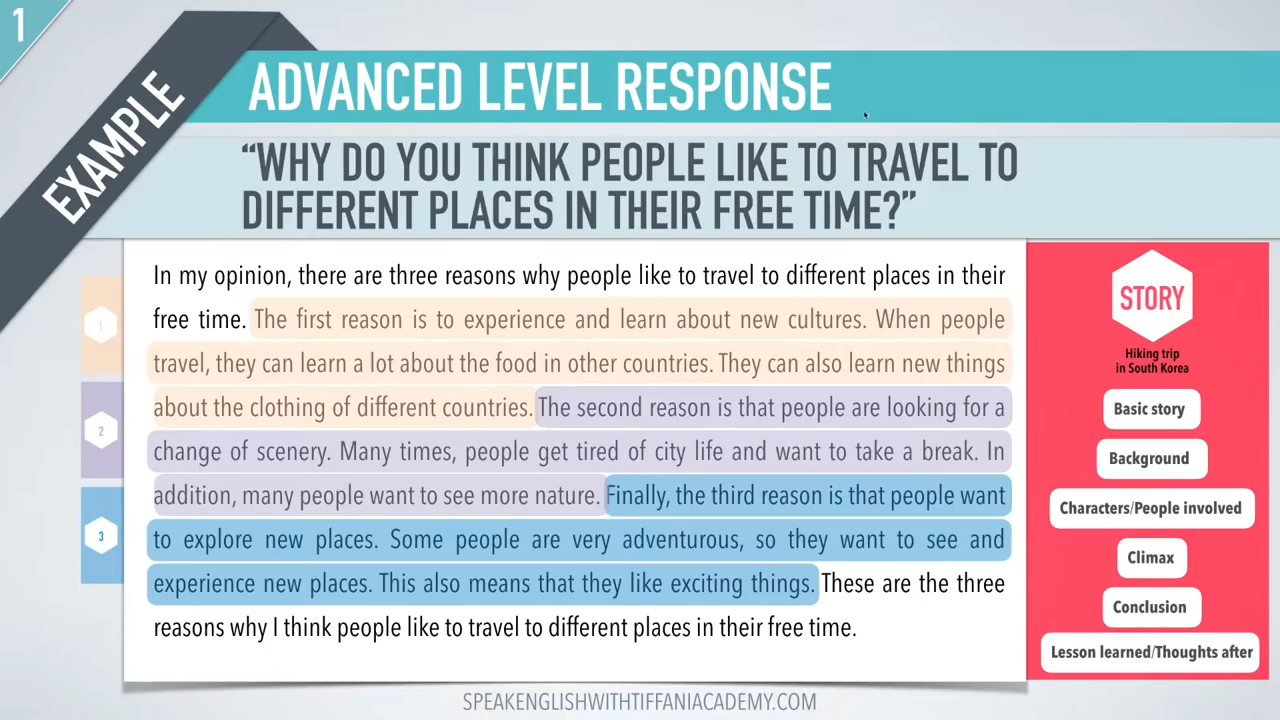 1
EXAMPLE
ADVANCED LEVEL RESPONSE
“WHY DO YOU THINK PEOPLE LIKE TO TRAVEL TO
DIFFERENT PLACES IN THEIR FREE TIME?”
In my opinion, there are three reasons why people like to travel to different places in their
free time. The first reason is to experience and learn about new cultures. When people
travel, they can learn a lot about the food in other countries. They can also learn new things
about the clothing of different countries. The second reason is that people are looking for a
change of scenery. Many times, people get tired of city life and want to take a break. In
addition, many people want to see more nature. Finally, the third reason is that people want
to explore new places. Some people are very adventurous, so they want to see and
experience new places. This also means that they like exciting things. These are the three
reasons why I think people like to travel to different places in their free time.
1
2
3
STORY
Hiking trip
in South Korea
Basic story
Background
Characters/People involved
Climax
Conclusion
Lesson learned/Thoughts after
SPEAKENGLISHWITHTIFFANIACADEMY.COM